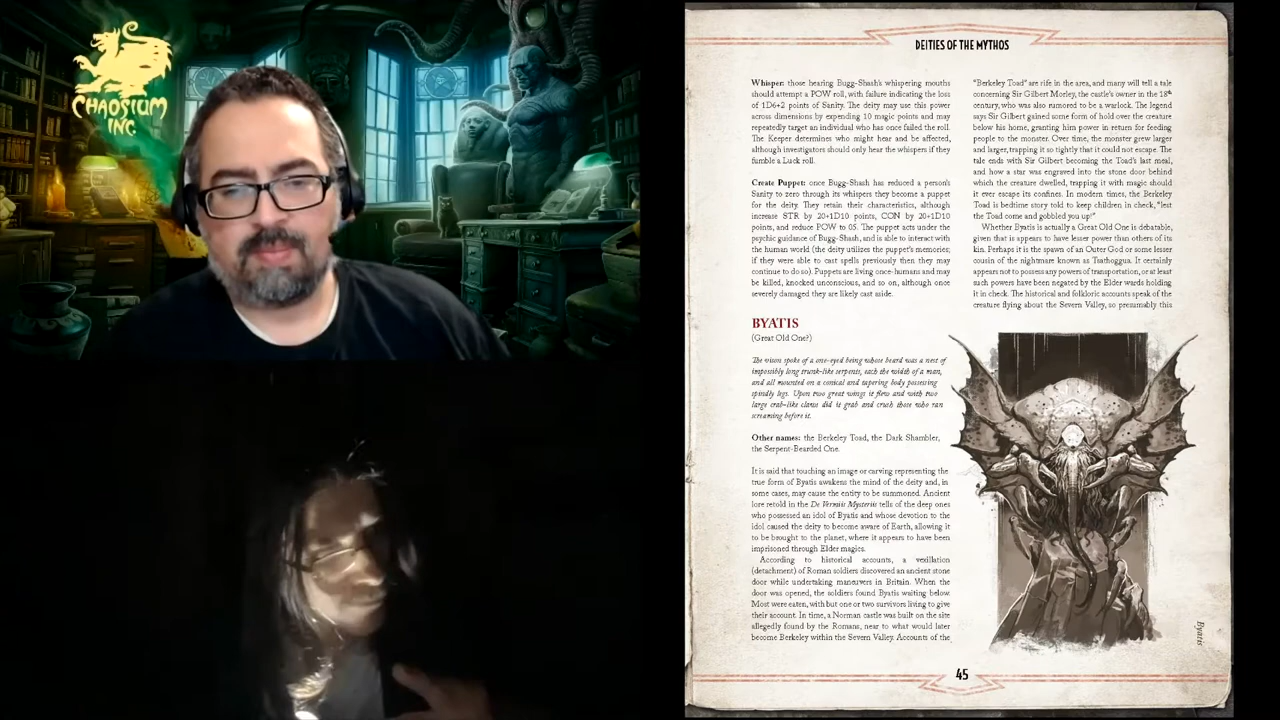 CHAOSIUM
INC
DEITIES OF THE MYTHOS
Whisper: those hearing Bugg-Shash's whispering mouths
should attempt a POW roll, with failure indicating the loss
of 1D6+2 points of Sanity. The deity may use this power
across dimensions by expending 10 magic points and may
repeatedly target an individual who has once failed the roll.
The Keeper determines who might hear and be affected,
although investigators should only hear the whispers if they
fumble a Luck roll.
Create Puppet: once Bugg-Shash has reduced a person's
Sanity to zero through its whispers they become a puppet
for the deity. They retain their characteristics, although
increase STR by 20+1D10 points, CON by 20+1D10
points, and reduce POW to 05. The puppet acts under the
psychic guidance of Bugg-Shash, and is able to interact with
the human world (the deity utilizes the puppet's memories;
if they were able to cast spells previously then they may
continue to do so). Puppets are living once-humans and may
be killed, knocked unconscious, and so on, although once
severely damaged they are likely cast aside.
BYATIS
(Great Old One?)
The vison spoke of a one-eyed being whose beard was a nest of
impossibly long trunk-like serpents, each the width of a man,
and all mounted on a conical and tapering body possessing
spindly legs. Upon two great wings it flew and with two
large crab-like claws did is grab and crush those who ran
screaming before it.
Other names: the Berkeley Toad, the Dark Shambler,
the Serpent-Bearded One.
It is said that touching an image or carving representing the
true form of Byatis awakens the mind of the deity and, in
some cases, may cause the entity to be summoned. Ancient
lore retold in the De Vermiis Mysteriis tells of the deep ones
who possessed an idol of Byatis and whose devotion to the
idol caused the deity to become aware of Earth, allowing it
to be brought to the planet, where it appears to have been
imprisoned through Elder magics.
According to historical accounts, a vexillation
(detachment) of Roman soldiers discovered an ancient stone
door while undertaking maneuvers in Britain. When the
door was opened, the soldiers found Byatis waiting below.
Most were eaten, with but one or two survivors living to give
their account. In time, a Norman castle was built on the site
allegedly found by the Romans, near to what would later
become Berkeley within the Severn Valley. Accounts of the
"Berkeley Toad" are rife in the area, and many will tell a tale
concerning Sir Gilbert Morley, the castle's owner in the 18th
century, who was also rumored to be a warlock. The legend
says Sir Gilbert gained some form of hold over the creature
below his home, granting him power in return for feeding
people to the monster. Over time, the monster grew larger
and larger, trapping it so tightly that it could not escape. The
tale ends with Sir Gilbert becoming the Toad's last meal,
and how a star was engraved into the stone door behind
which the creature dwelled, trapping it with magic should
it ever escape its confines. In modern times, the Berkeley
Toad is bedtime story told to keep children in check, "lest
the Toad come and gobbled you up!"
Whether Byatis is actually a Great Old One is debatable,
given that is appears to have lesser power than others of its
kin. Perhaps it is the spawn of an Outer God or some lesser
cousin of the nightmare known as Tsathoggua. It certainly
appears not to possess any powers of transportation, or at least
such powers have been negated by the Elder wards holding
it in check. The historical and folkloric accounts speak of the
creature flying about the Severn Valley, so presumably this
Byatis
45